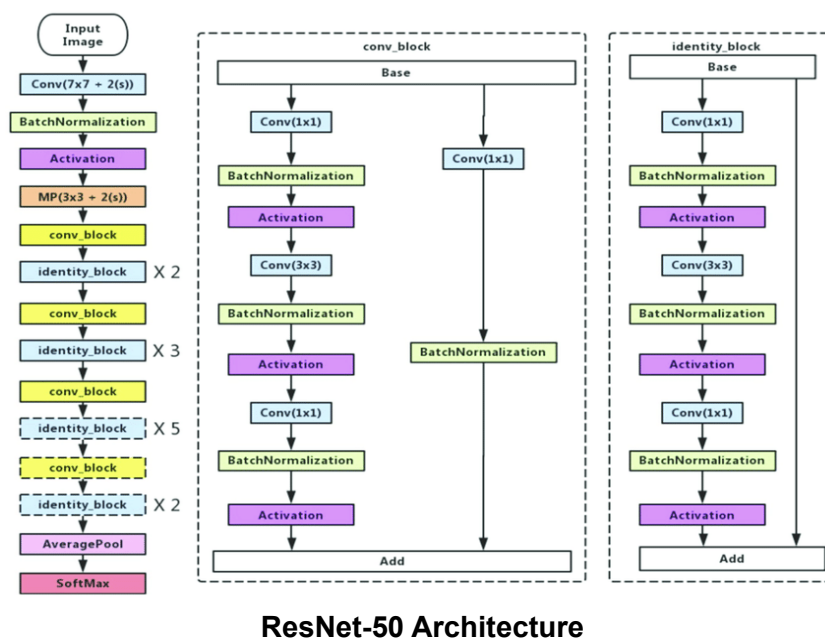 Input
Image
Conv(7x7 + 2(s))
BatchNormalization
Activation
MP(3x3 + 2(s))
conv_block
identity_block X 2
conv_block
identity_block X 3
conv_block
identity_block X 5
conv_block
identity_block X 2
AveragePool
SoftMax
conv_block
Base
Conv(1x1)
BatchNormalization
Activation
Conv(3x3)
BatchNormalization
Activation
Conv(1x1)
BatchNormalization
Activation
Conv(1x1)
BatchNormalization
Add
identity_block
Base
Conv(1x1)
BatchNormalization
Activation
Conv(3x3)
BatchNormalization
Activation
Conv(1x1)
BatchNormalization
Activation
Add
ResNet-50 Architecture